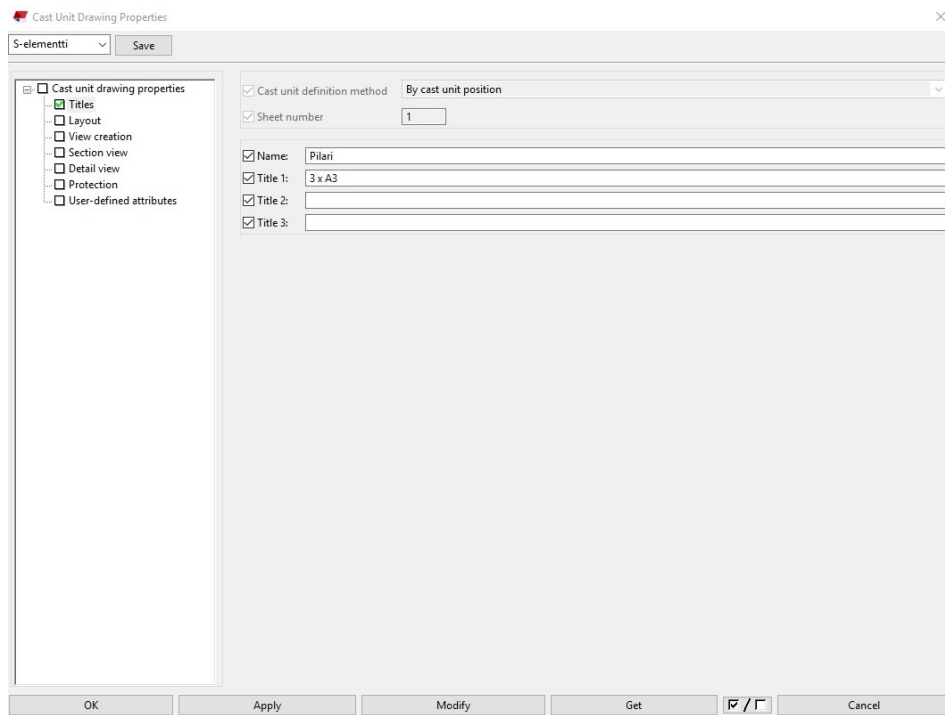 Cast Unit Drawing Properties
S-elementti
Save
Cast unit drawing properties
Titles
Layout
View creation
Section view
Detail view
Protection
User-defined attributes
Cast unit definition method By cast unit position
Sheet number 1
Name: Pilari
Title 1: 3 x A3
Title 2:
Title 3:
OK Apply Modify Get / Cancel